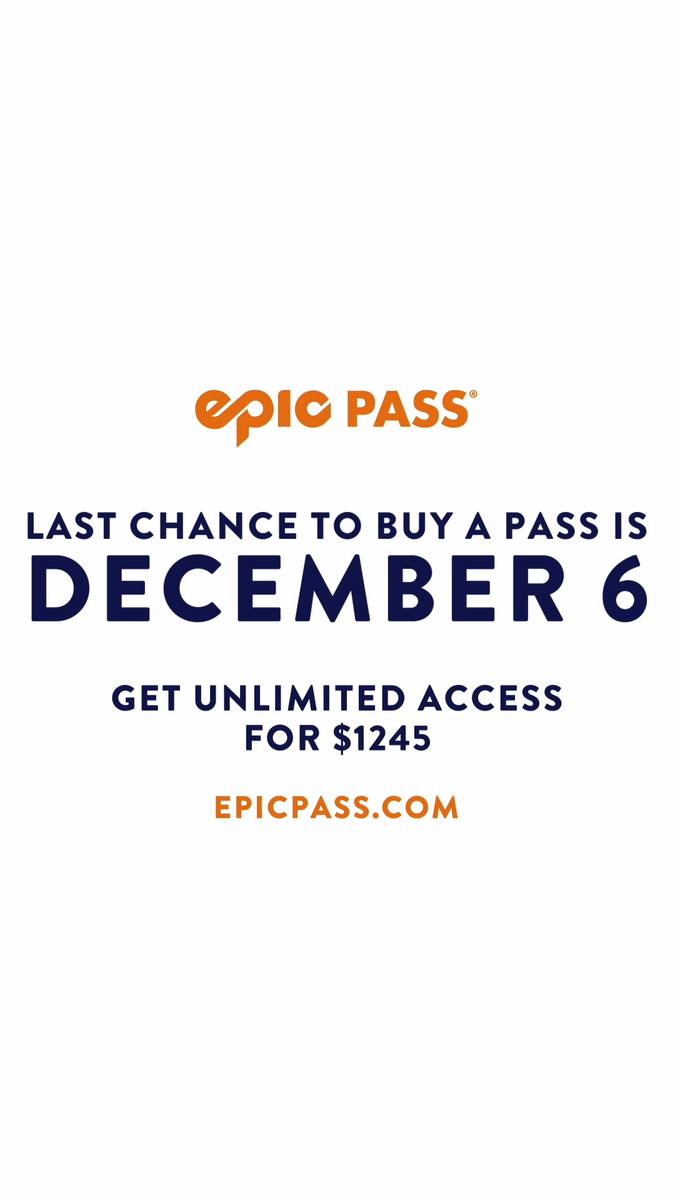 epic PASS®
LAST CHANCE TO BUY A PASS IS
DECEMBER 6
GET UNLIMITED ACCESS
FOR $1245
EPICPASS.COM